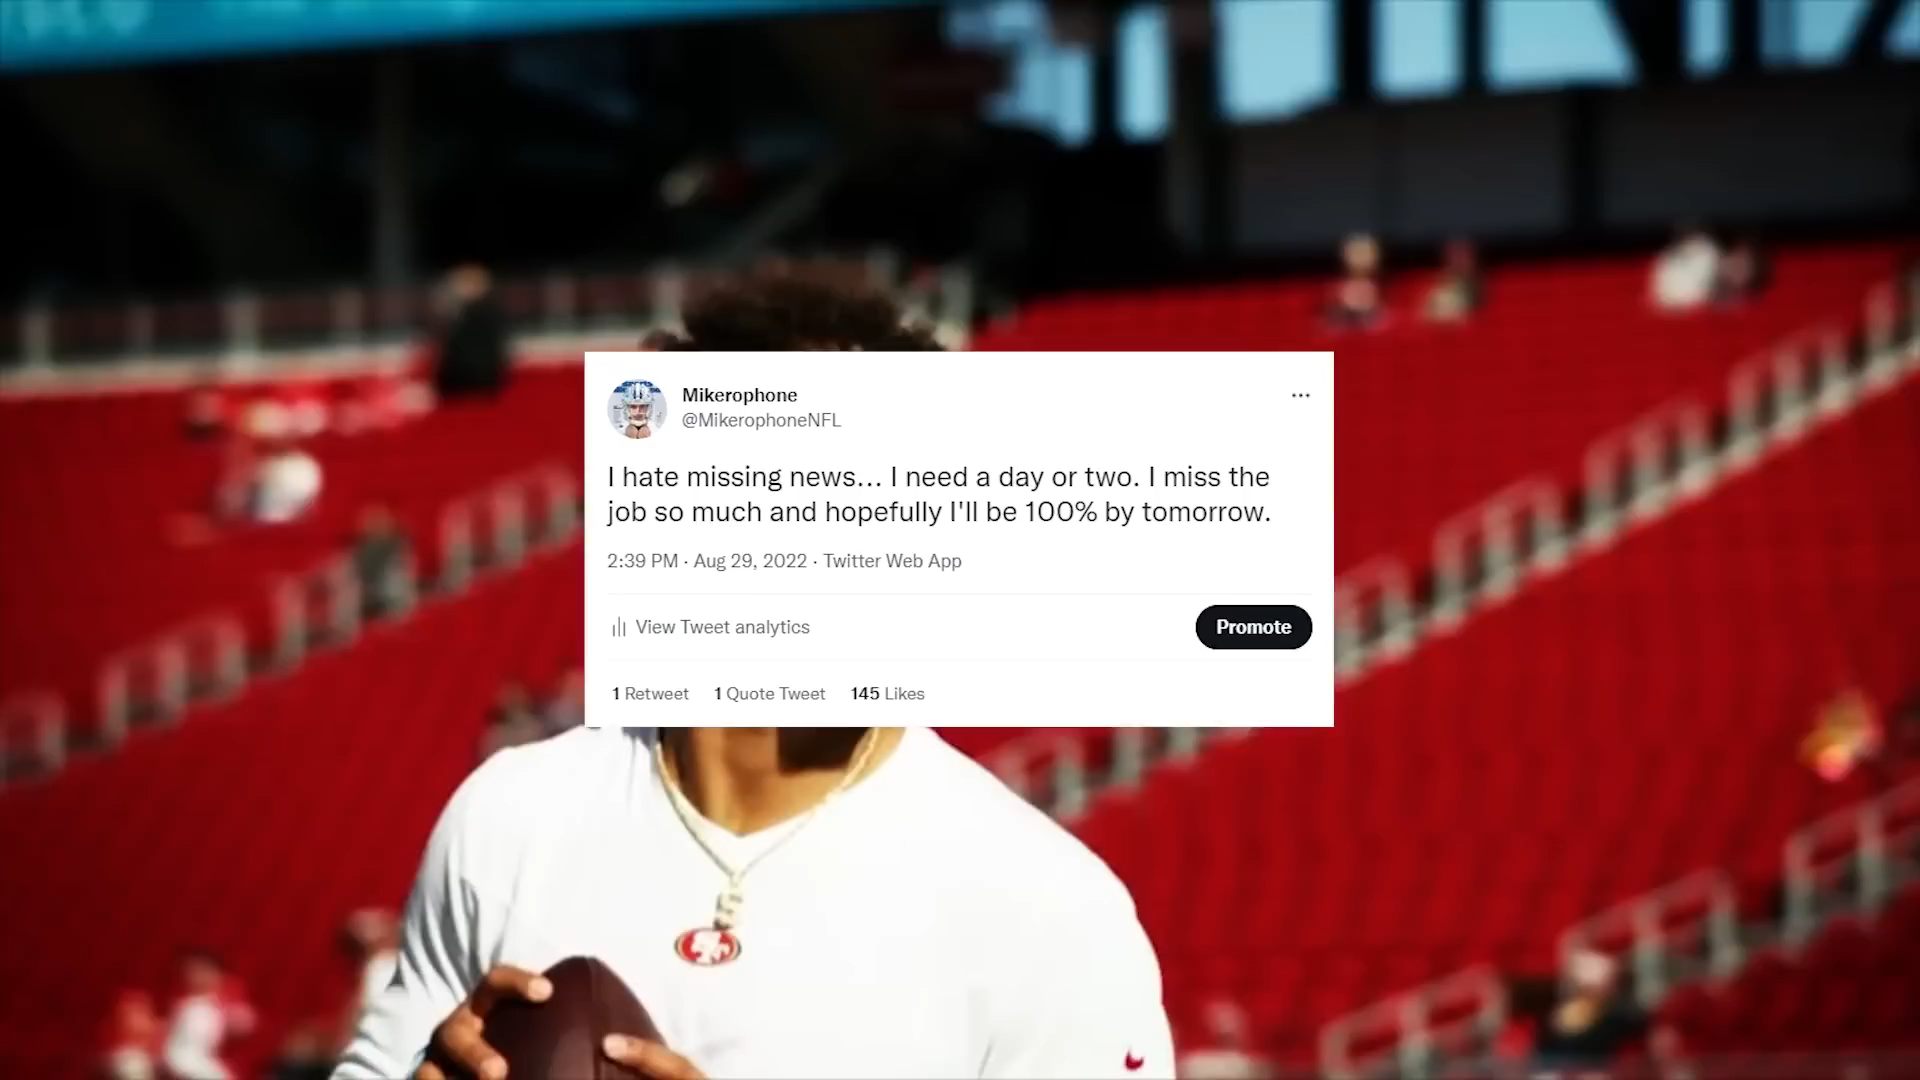 Mikerophone
@MikerophoneNFL
I hate missing news... I need a day or two. I miss the
job so much and hopefully I'll be 100% by tomorrow.
2:39 PM · Aug 29, 2022 · Twitter Web App
View Tweet analytics
Promote
1 Retweet 1 Quote Tweet 145 Likes